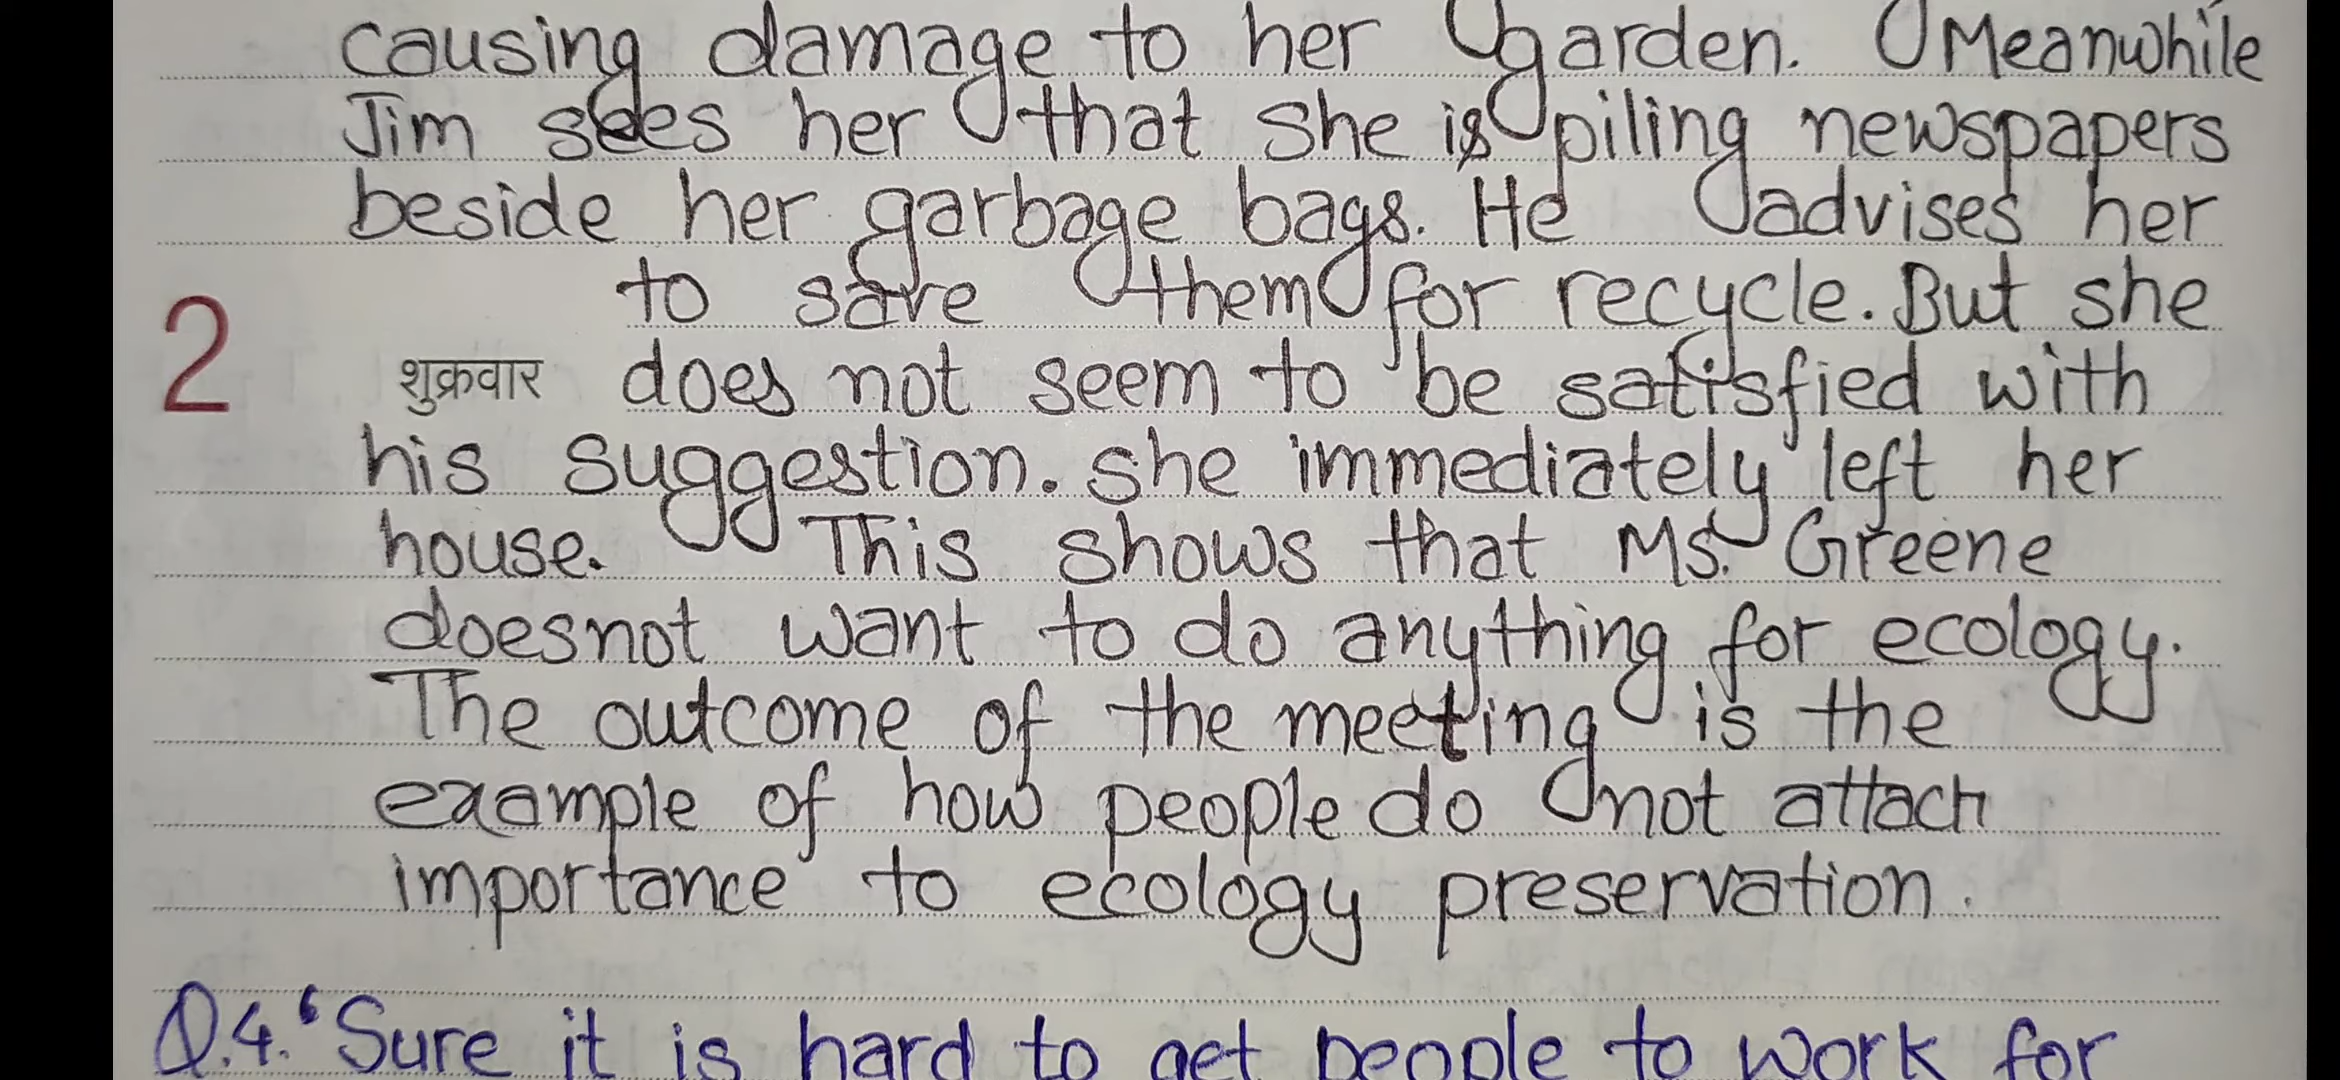 causing damage to her garden. Meanwhile
Jim sees her that she is piling newspapers
beside her garbage bags. He advises her
to save them for recycle. But she
2 शुक्रवार does not seem to be satisfied with
his suggestion. She immediately left her
house. This shows that Ms. Greene
doesnot want to do anything for ecology.
The outcome of the meeting is the
example of how people do not attach
importance to ecology preservation.
Q.4. ‘Sure it is hard to get people to work for